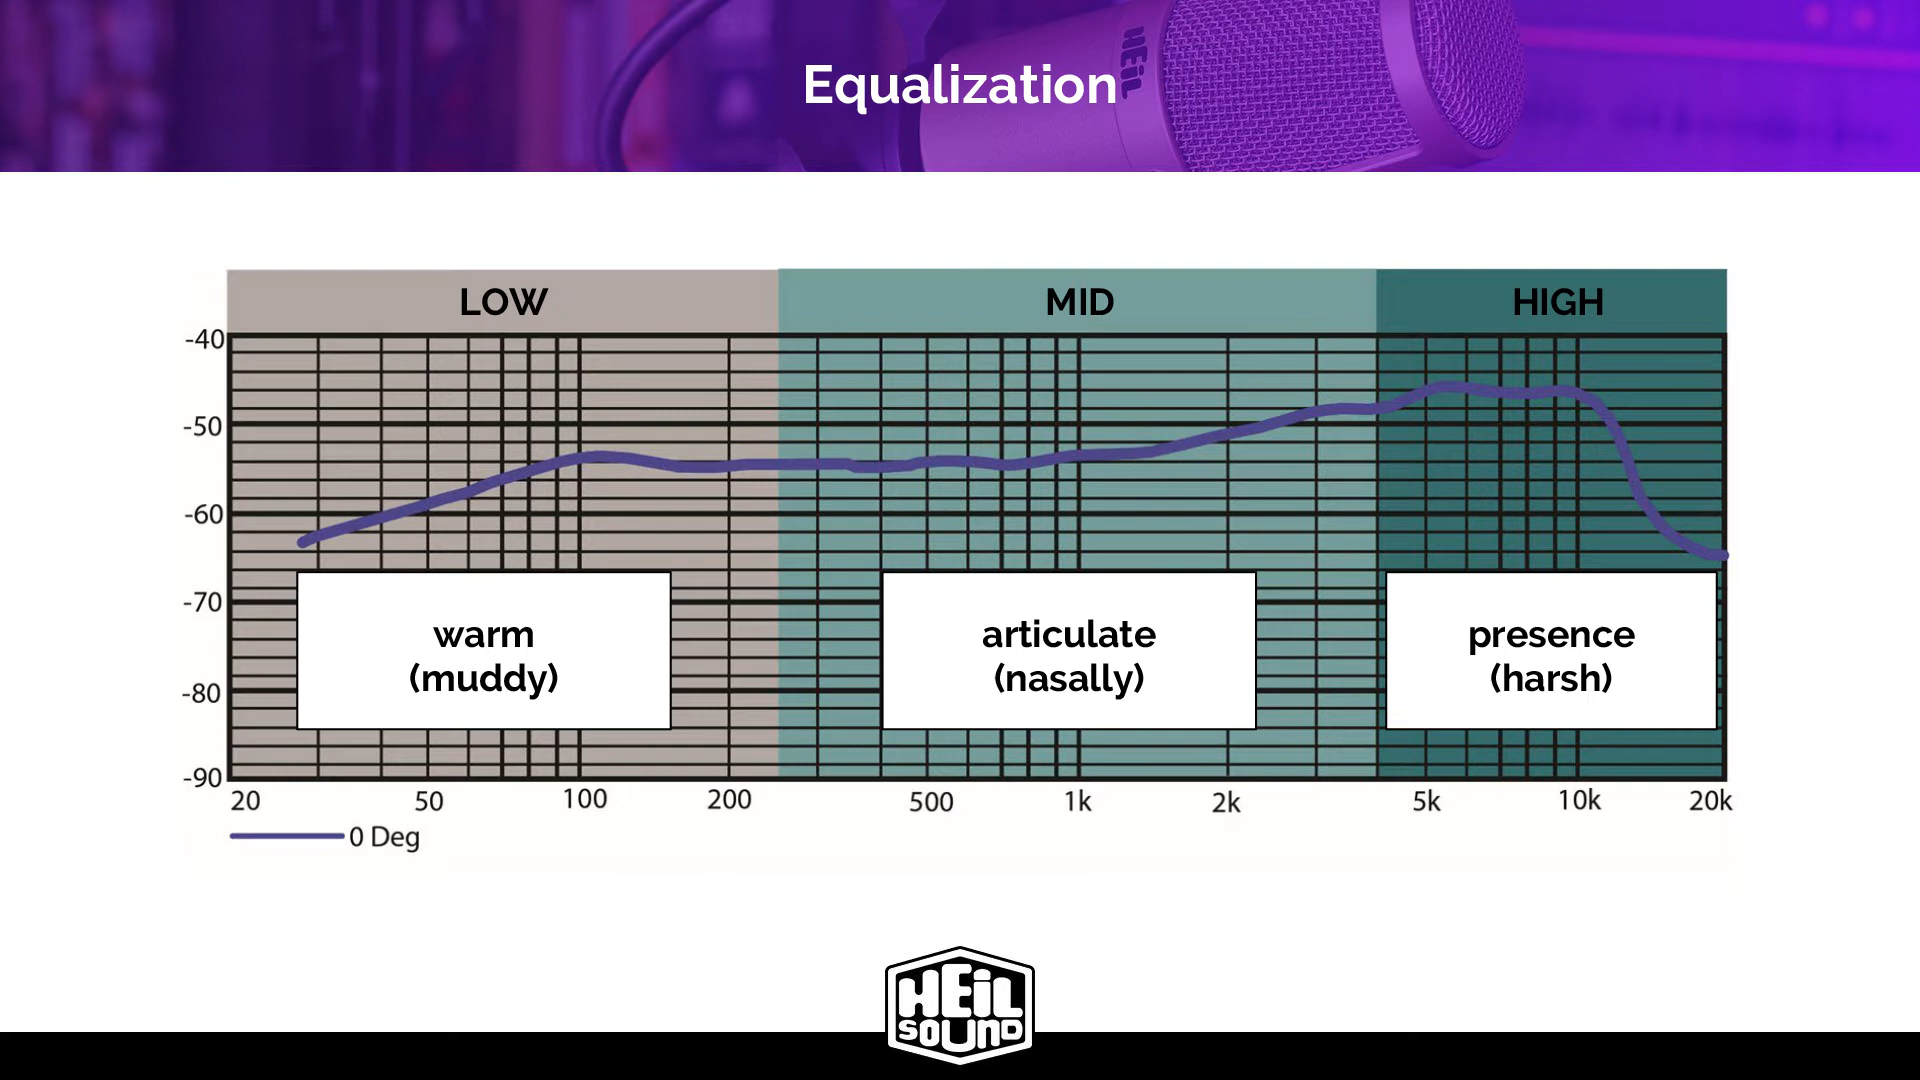 Equalization
HEiL
LOW MID HIGH
-40
-50
-60
-70
-80
-90
warm
(muddy)
articulate
(nasally)
presence
(harsh)
20 50 100 200 500 1k 2k 5k 10k 20k
0 Deg
HEiL
SOUND